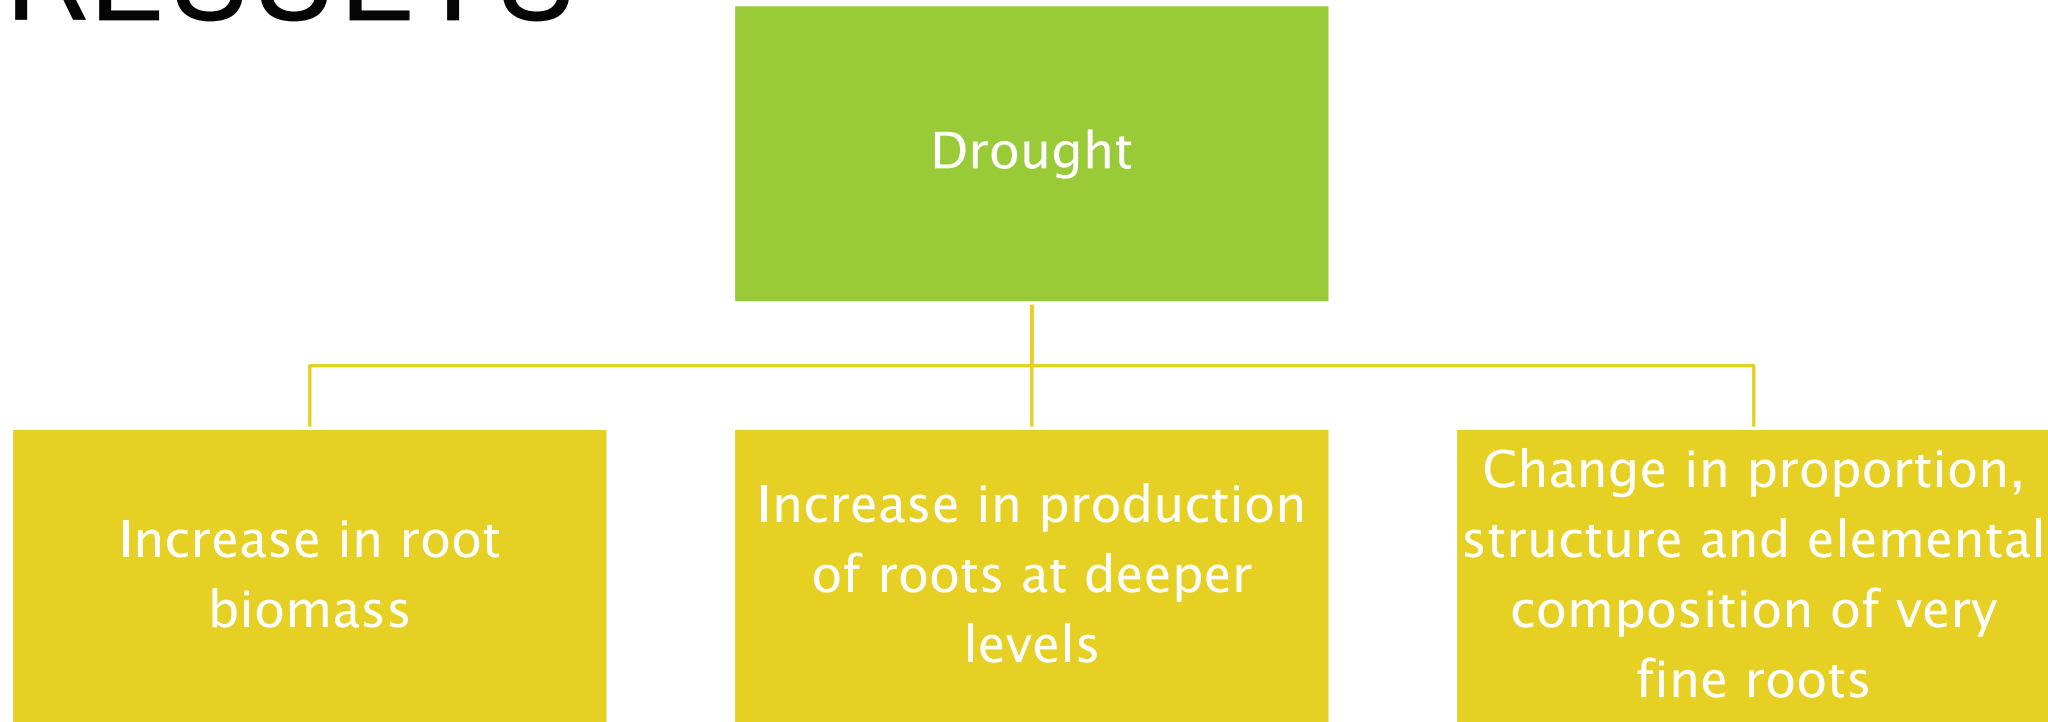 RESULTS
Drought
Increase in root
biomass
Increase in production
of roots at deeper
levels
Change in proportion,
structure and elemental
composition of very
fine roots